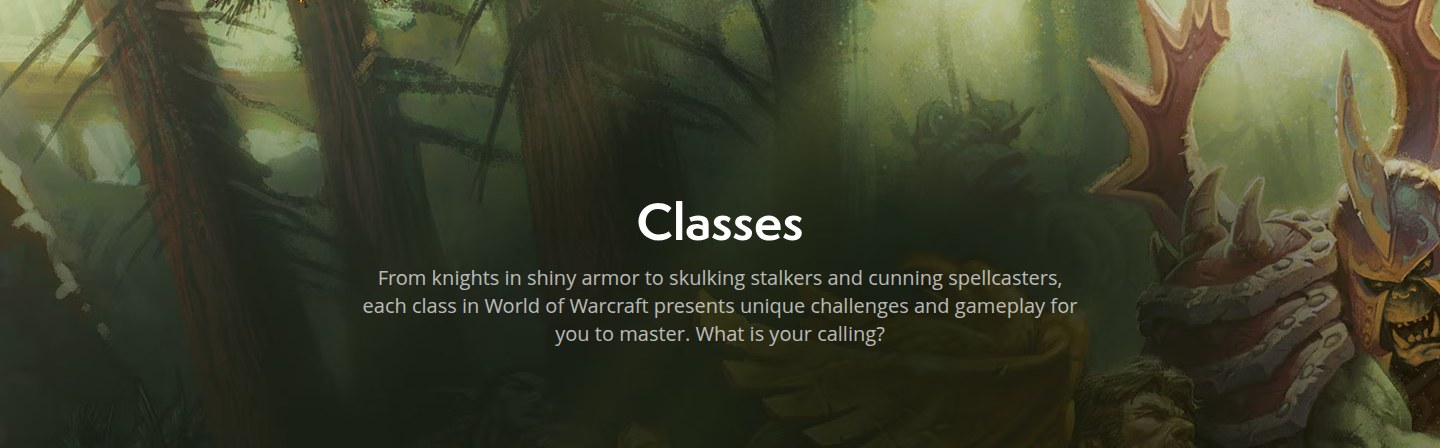 Classes
From knights in shiny armor to skulking stalkers and cunning spellcasters,
each class in World of Warcraft presents unique challenges and gameplay for
you to master. What is your calling?